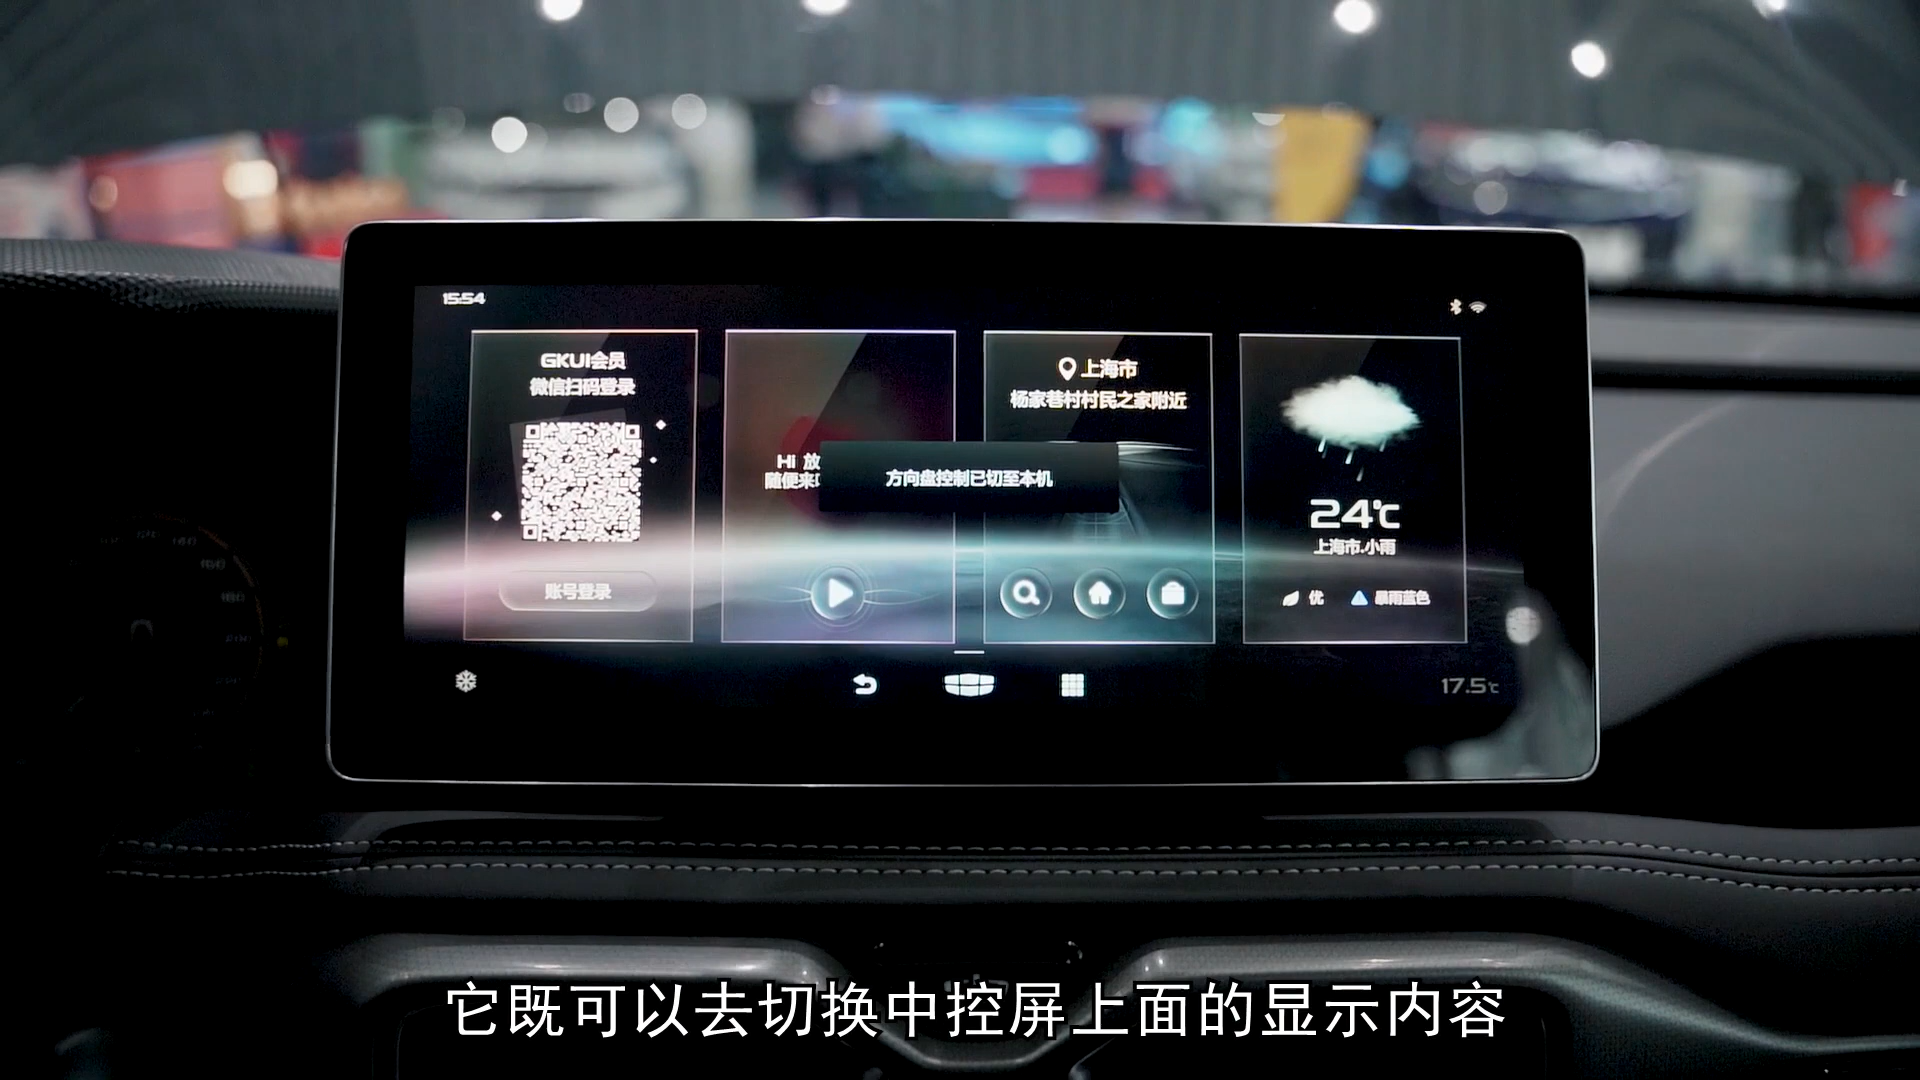 15:54
GKUI会员
微信扫码登录
账号登录
Hi 放
随便来
方向盘控制已切至本机
上海市
杨家巷村村民之家附近
24℃
上海市.小雨
优
暴雨蓝色
17.5℃
它既可以去切换中控屏上面的显示内容